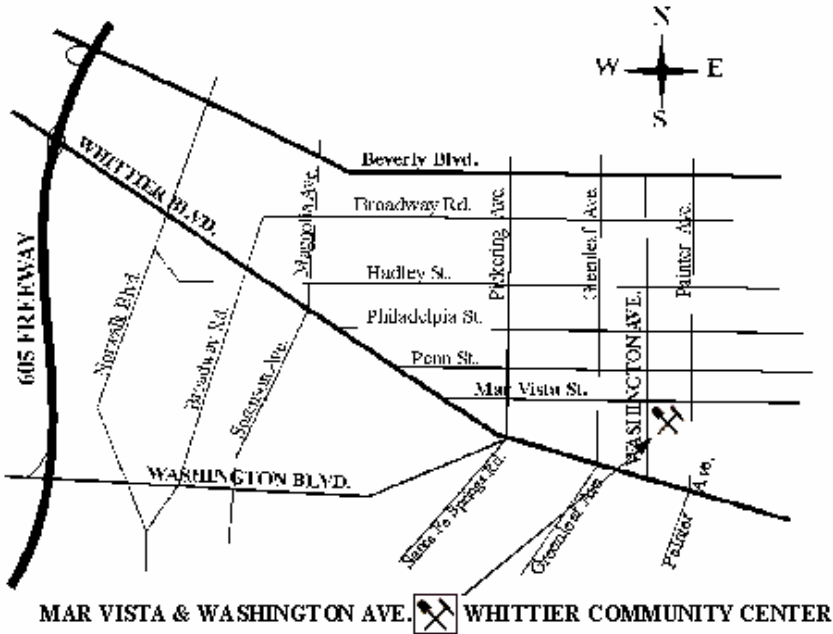 N
W E
S
Beverly Blvd.
WHITTIER BLVD.
Broadway Rd.
Magnolia Ave.
Pickering Ave.
Greenleaf Ave.
Painter Ave.
Hadley St.
605 FREEWAY
Norwalk Blvd.
Philadelpia St.
Broadway Rd.
Sorenson Ave.
WASHINGTON AVE.
Penn St.
Mar Vista St.
WASHINGTON BLVD.
Santa Fe Springs Rd.
Greenleaf Ave.
Painter Ave.
MAR VISTA & WASHINGTON AVE. WHITTIER COMMUNITY CENTER